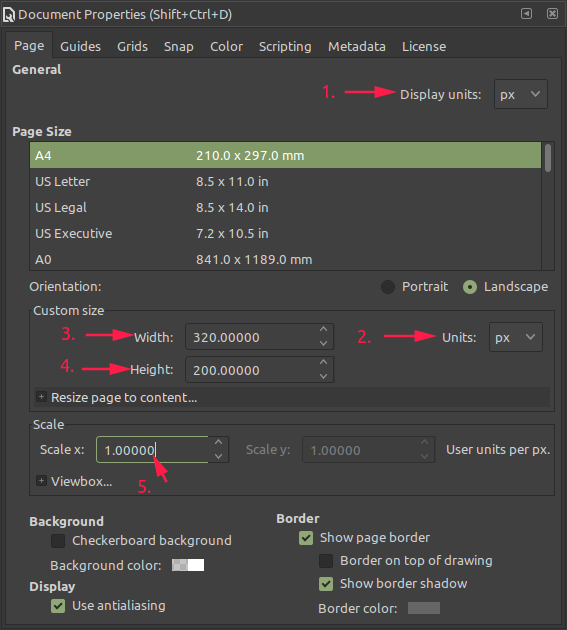 Document Properties (Shift+Ctrl+D)
Page Guides Grids Snap Color Scripting Metadata License
General
1. Display units: px
Page Size
A4 210.0 x 297.0 mm
US Letter 8.5 x 11.0 in
US Legal 8.5 x 14.0 in
US Executive 7.2 x 10.5 in
A0 841.0 x 1189.0 mm
Orientation: Portrait Landscape
Custom size
3. Width: 320.00000 2. Units: px
4. Height: 200.00000
Resize page to content...
Scale
Scale x: 1.00000 Scale y: 1.00000 User units per px.
Viewbox...
5.
Background
Checkerboard background
Background color:
Display
Use antialiasing
Border
Show page border
Border on top of drawing
Show border shadow
Border color: